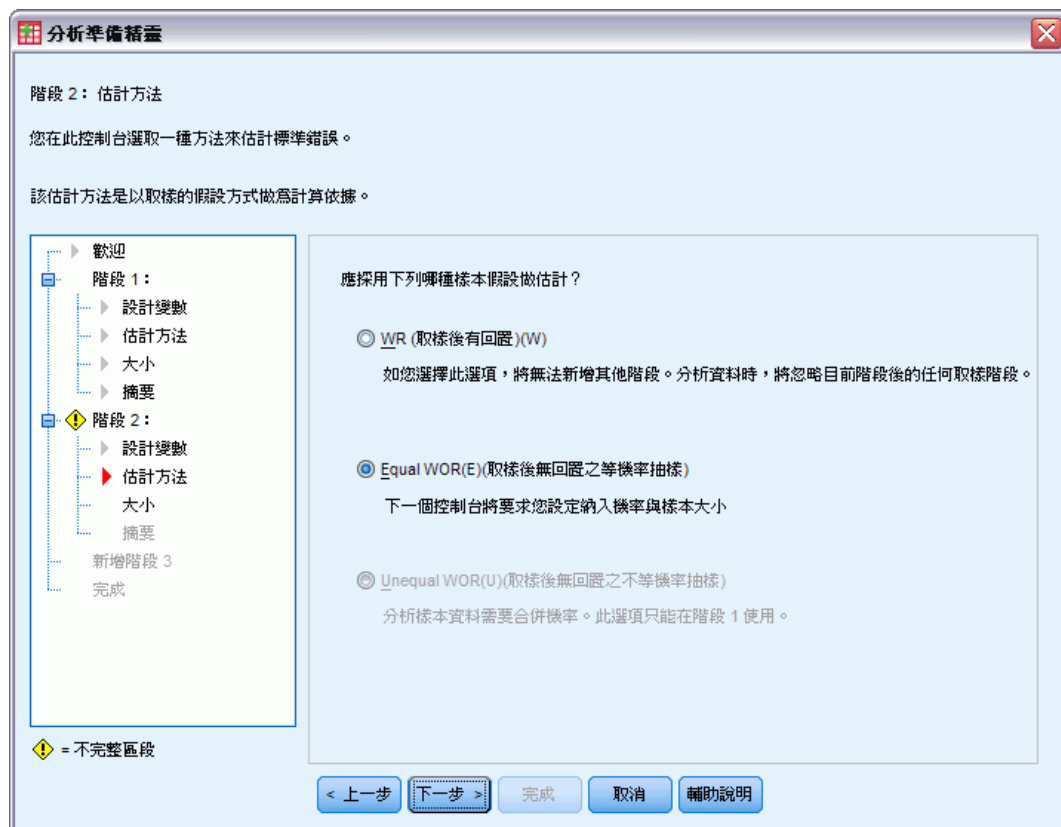 分析準備精靈
階段 2：估計方法
您在此控制台選取一種方法來估計標準錯誤。
該估計方法是以取樣的假設方式做為計算依據。
歡迎
階段 1：
設計變數
估計方法
大小
摘要
階段 2：
設計變數
估計方法
大小
摘要
新增階段 3
完成
= 不完整區段
應採用下列哪種樣本假設做估計？
WR (取樣後有回置)(W)
如您選擇此選項，將無法新增其他階段。分析資料時，將忽略目前階段後的任何取樣階段。
Equal WOR(E)(取樣後無回置之等機率抽樣)
下一個控制台將要求您設定納入機率與樣本大小
Unequal WOR(U)(取樣後無回置之不等機率抽樣)
分析樣本資料需要合併機率。此選項只能在階段 1 使用。
< 上一步
下一步 >
完成
取消
輔助說明